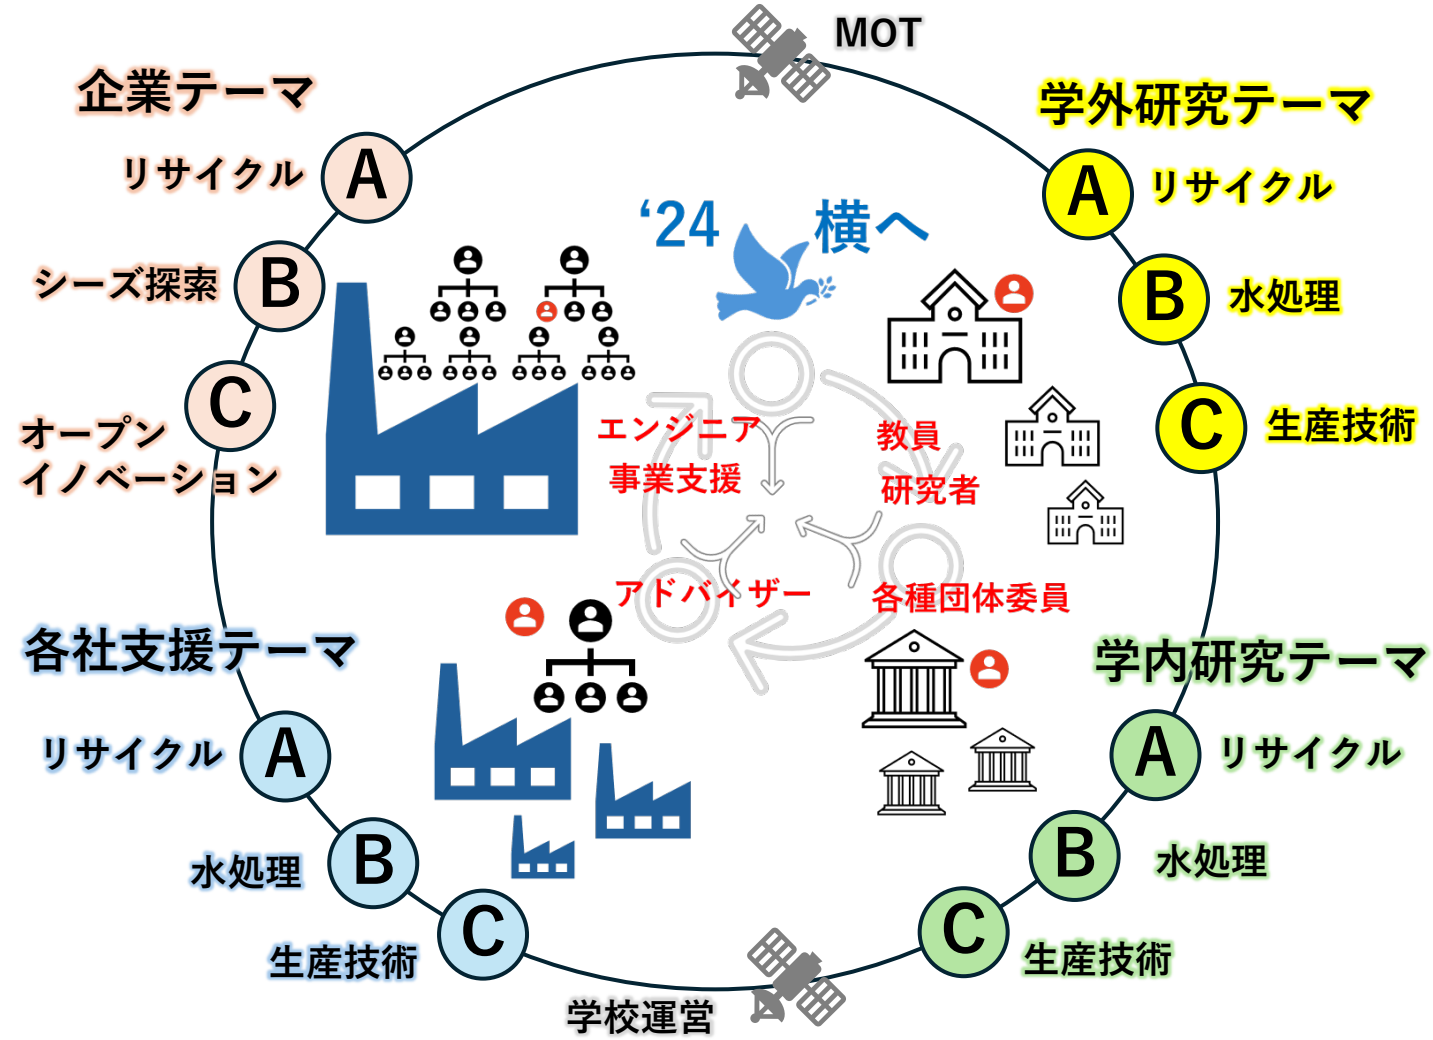 MOT
企業テーマ
A
リサイクル
B
シーズ探索
C
オープン
イノベーション
学外研究テーマ
A
リサイクル
B
水処理
C
生産技術
‘24 横へ
エンジニア
事業支援
教員
研究者
アドバイザー
各種団体委員
各社支援テーマ
A
リサイクル
B
水処理
C
生産技術
学内研究テーマ
A
リサイクル
B
水処理
C
生産技術
学校運営